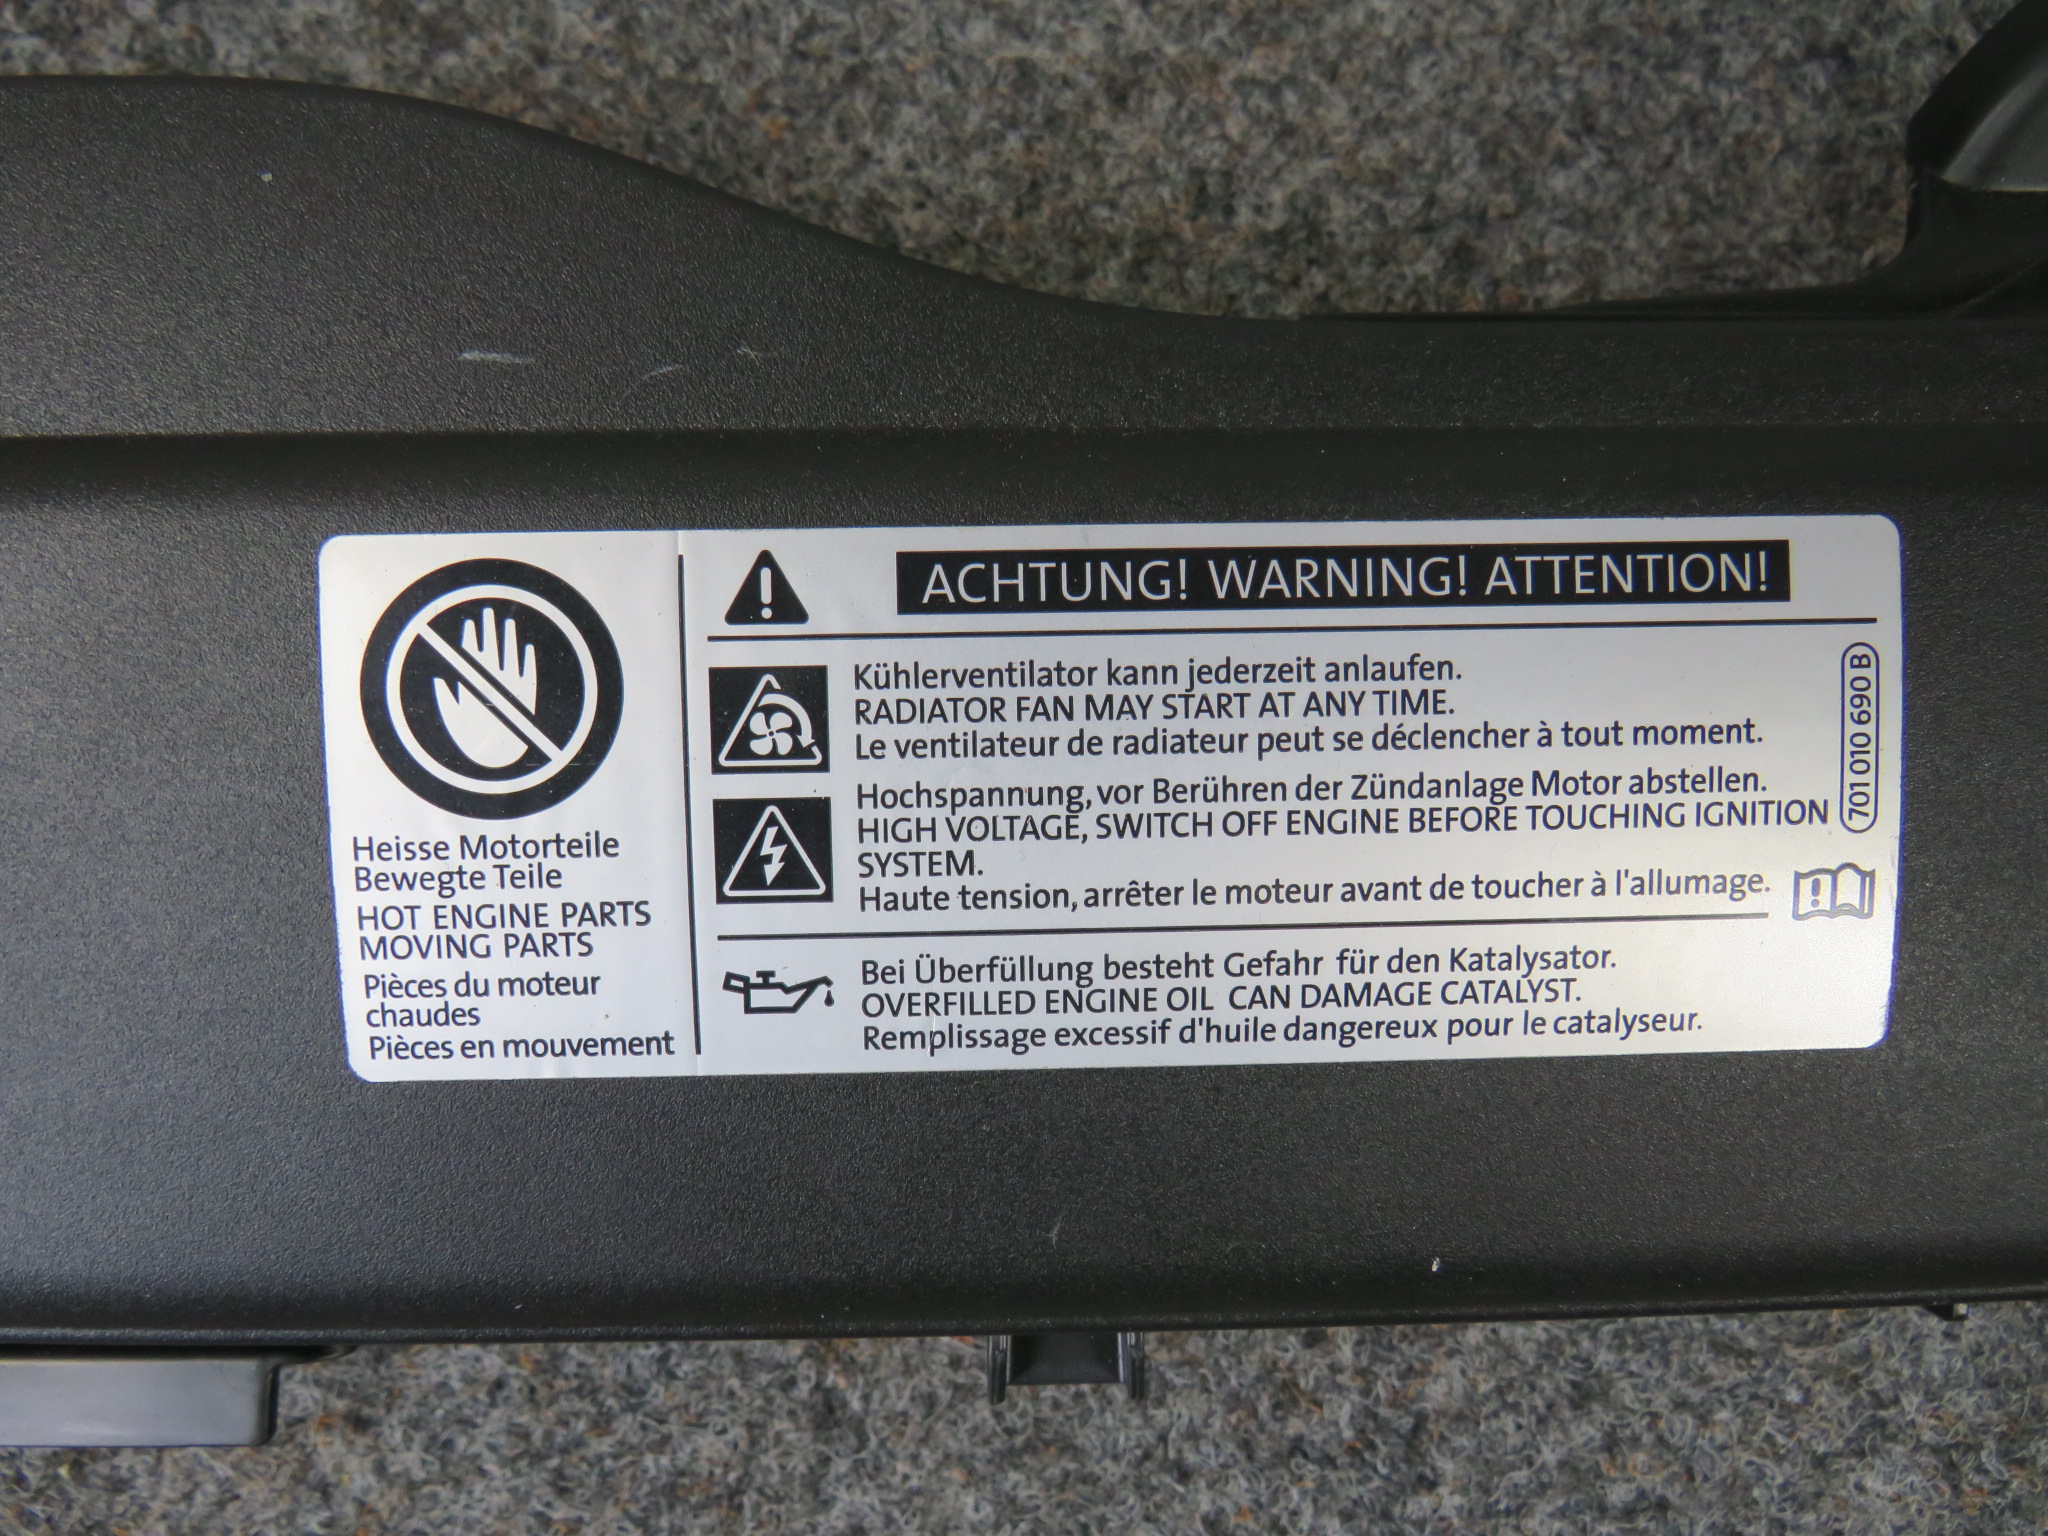 Heisse Motorteile
Bewegte Teile
HOT ENGINE PARTS
MOVING PARTS
Pièces du moteur
chaudes
Pièces en mouvement
ACHTUNG! WARNING! ATTENTION!
Kühlerventilator kann jederzeit anlaufen.
RADIATOR FAN MAY START AT ANY TIME.
Le ventilateur de radiateur peut se déclencher à tout moment.
Hochspannung, vor Berühren der Zündanlage Motor abstellen.
HIGH VOLTAGE, SWITCH OFF ENGINE BEFORE TOUCHING IGNITION
SYSTEM.
Haute tension, arrêter le moteur avant de toucher à l'allumage.
Bei Überfüllung besteht Gefahr für den Katalysator.
OVERFILLED ENGINE OIL CAN DAMAGE CATALYST.
Remplissage excessif d'huile dangereux pour le catalyseur.
701 010 690 B